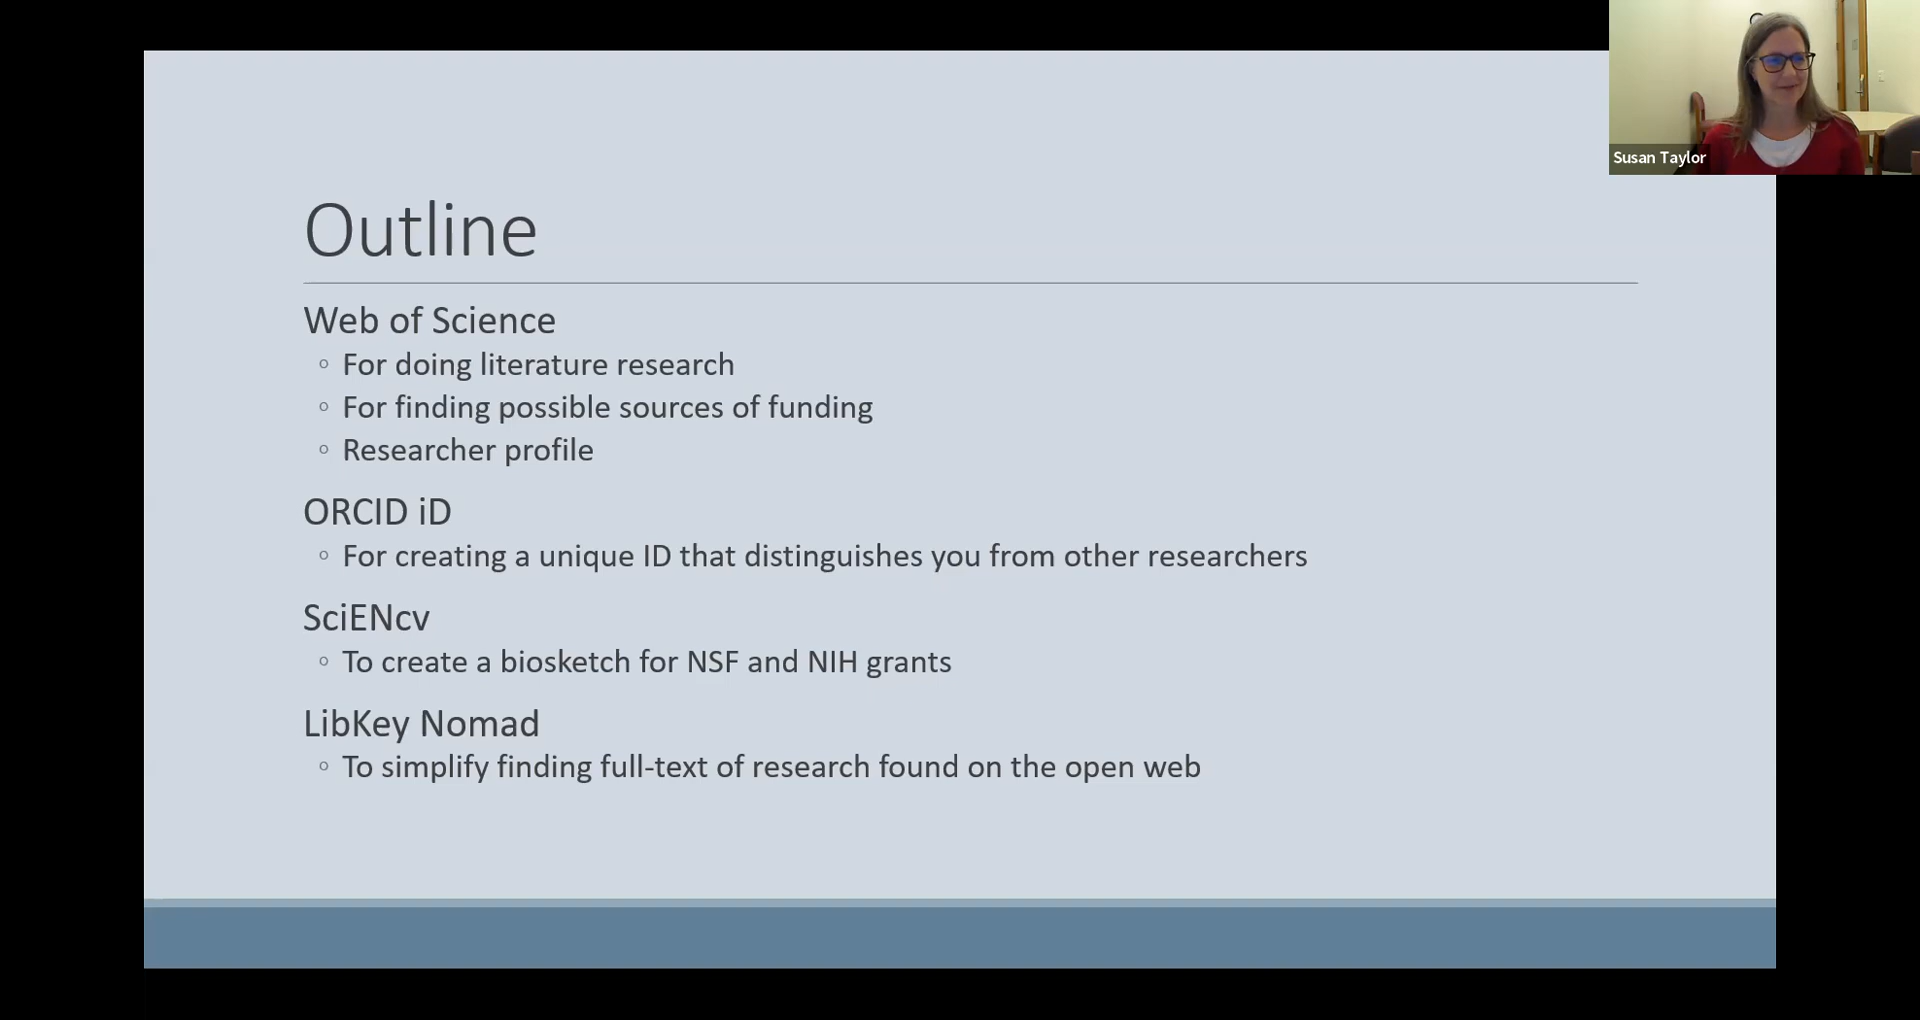 Susan Taylor
Outline
Web of Science
◦ For doing literature research
◦ For finding possible sources of funding
◦ Researcher profile
ORCID iD
◦ For creating a unique ID that distinguishes you from other researchers
SciENcv
◦ To create a biosketch for NSF and NIH grants
LibKey Nomad
◦ To simplify finding full-text of research found on the open web